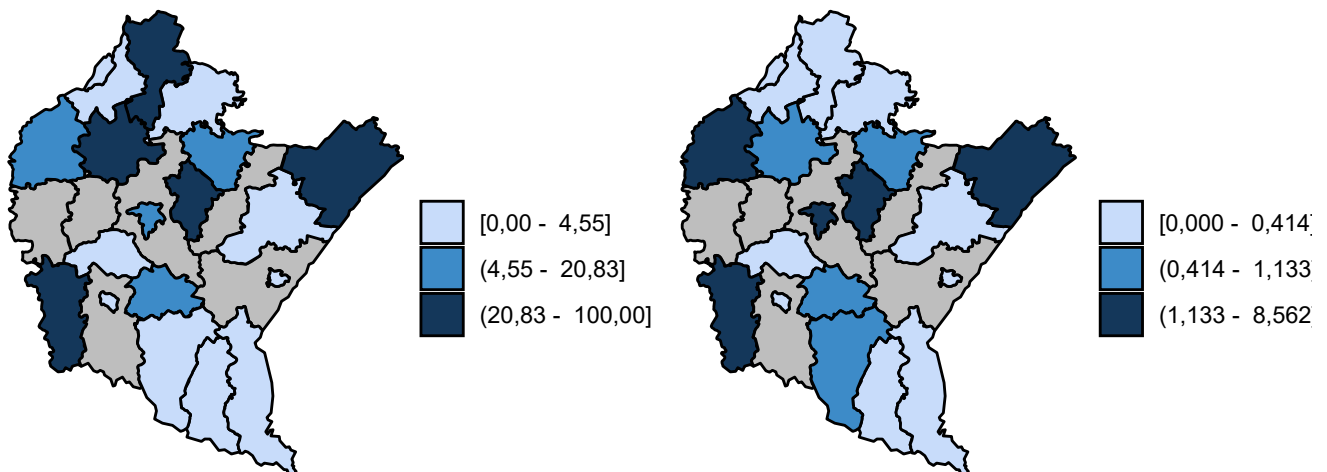 [0,00 - 4,55]
(4,55 - 20,83]
(20,83 - 100,00]
[0,000 - 0,414]
(0,414 - 1,133]
(1,133 - 8,562]